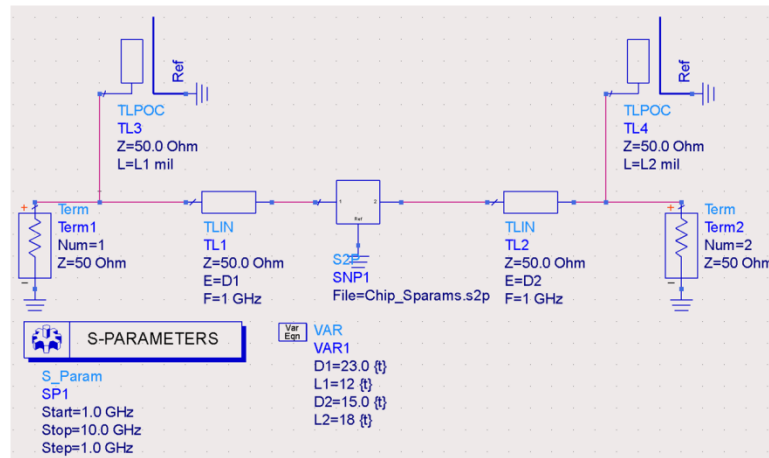 Ref
TLPOC
TL3
Z=50.0 Ohm
L=L1 mil
Ref
TLPOC
TL4
Z=50.0 Ohm
L=L2 mil
+
Term
Term1
Num=1
Z=50 Ohm
-
TLIN
TL1
Z=50.0 Ohm
E=D1
F=1 GHz
1 2
Ref
S2P
SNP1
File=Chip_Sparams.s2p
TLIN
TL2
Z=50.0 Ohm
E=D2
F=1 GHz
+
Term
Term2
Num=2
Z=50 Ohm
-
S-PARAMETERS
S_Param
SP1
Start=1.0 GHz
Stop=10.0 GHz
Step=1.0 GHz
Var
Eqn
VAR
VAR1
D1=23.0 {t}
L1=12 {t}
D2=15.0 {t}
L2=18 {t}